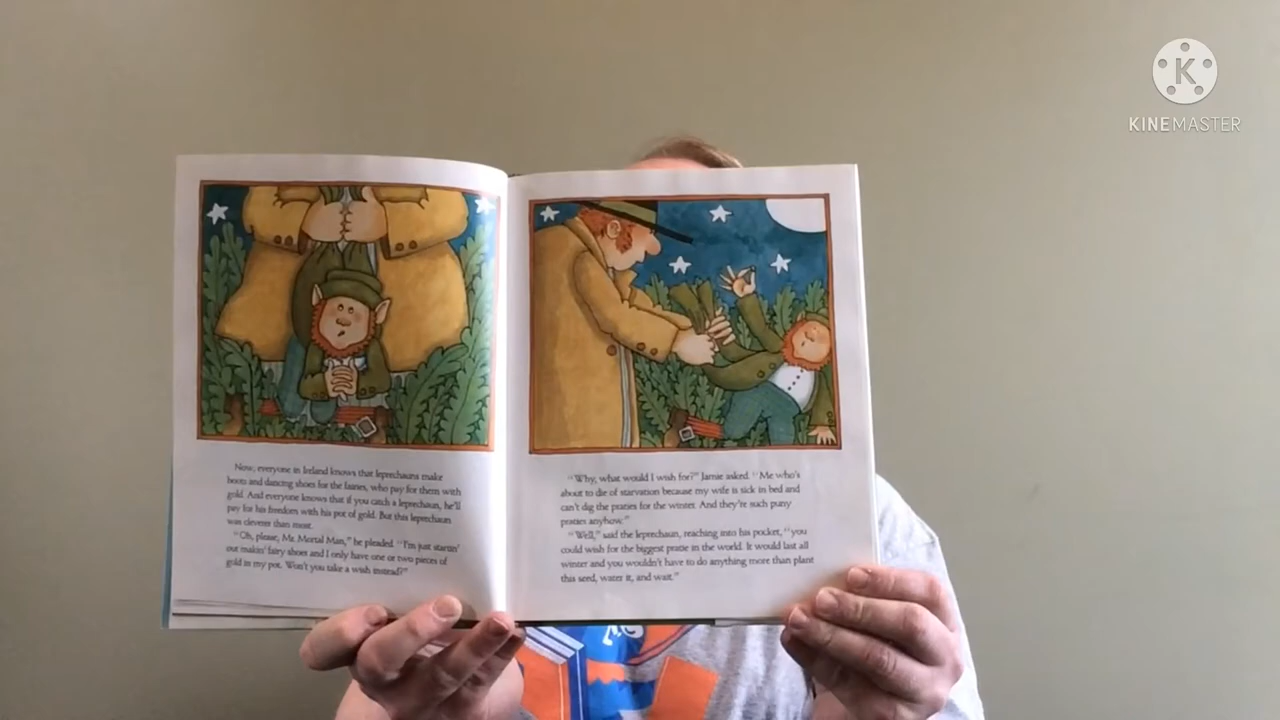 K
KINEMASTER
Now, everyone in Ireland knows that leprechauns make
boots and dancing shoes for the fairies, who pay for them with
gold. And everyone knows that if you catch a leprechaun, he'll
pay for his freedom with his pot of gold. But this leprechaun
was cleverer than most.
"Oh, please, Mr. Mortal Man," he pleaded. "I'm just startin'
out makin' fairy shoes and I only have one or two pieces of
gold in my pot. Won't you take a wish instead?"
"Why, what would I wish for?" Jamie asked. "Me who's
about to die of starvation because my wife is sick in bed and
can't dig the praties for the winter. And they're such puny
praties anyhow."
"Well," said the leprechaun, reaching into his pocket, "you
could wish for the biggest pratie in the world. It would last all
winter and you wouldn't have to do anything more than plant
this seed, water it, and wait."